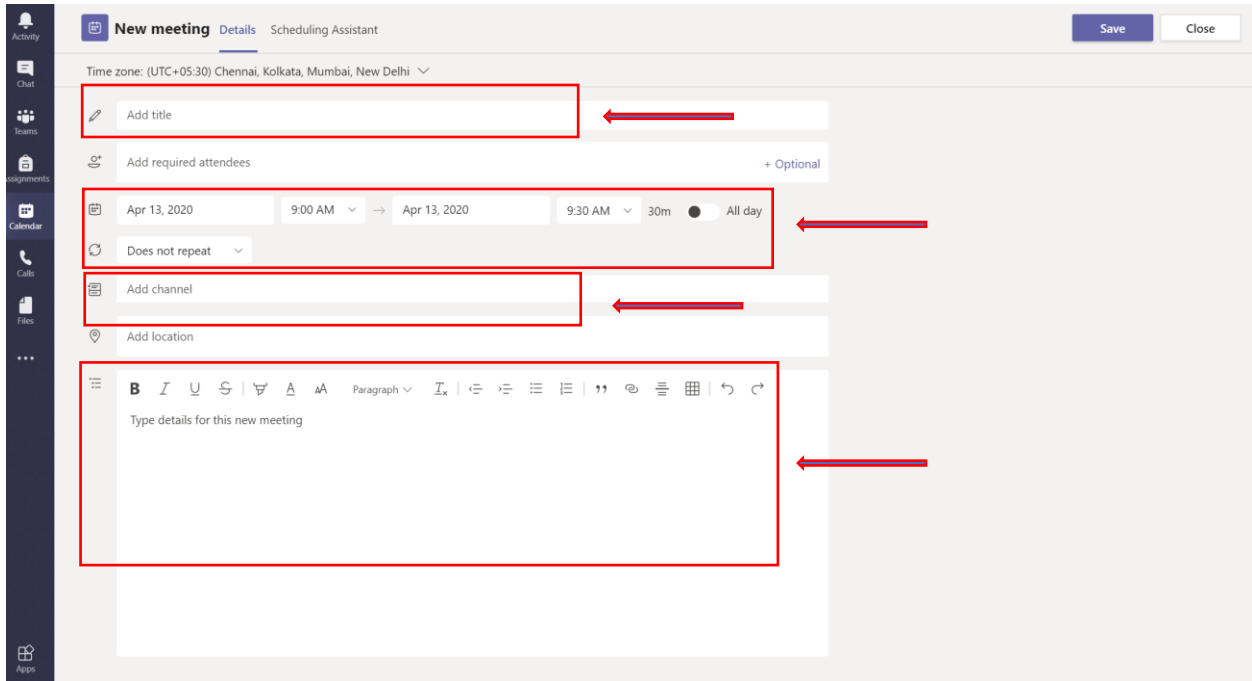 Activity
Chat
Teams
ssignments
Calendar
Calls
Files
Apps
New meeting Details Scheduling Assistant Save Close
Time zone: (UTC+05:30) Chennai, Kolkata, Mumbai, New Delhi
Add title
Add required attendees + Optional
Apr 13, 2020 9:00 AM → Apr 13, 2020 9:30 AM 30m All day
Does not repeat
Add channel
Add location
B I U S A AA Paragraph Tx
Type details for this new meeting